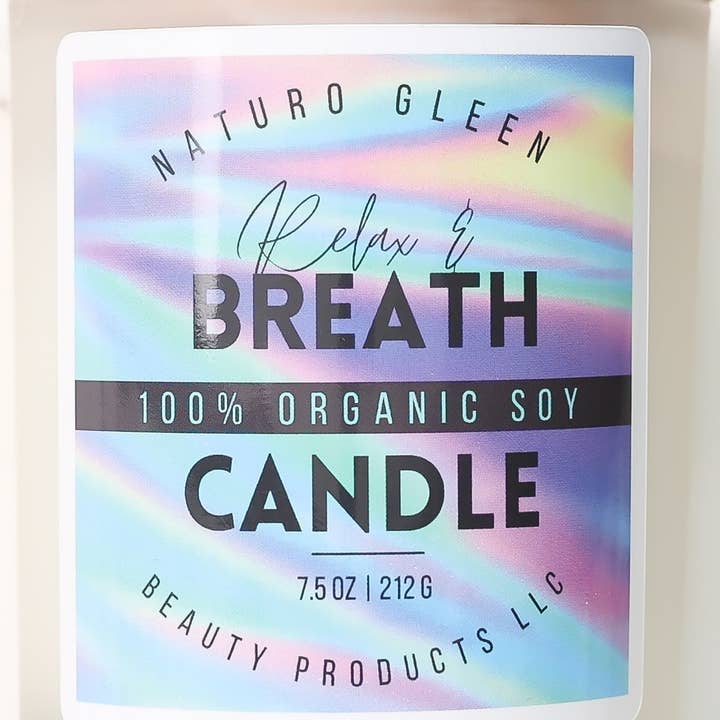 NATURO GLEEN
Relax &
BREATH
100% ORGANIC SOY
CANDLE
7.5 OZ | 212 G
BEAUTY PRODUCTS LLC